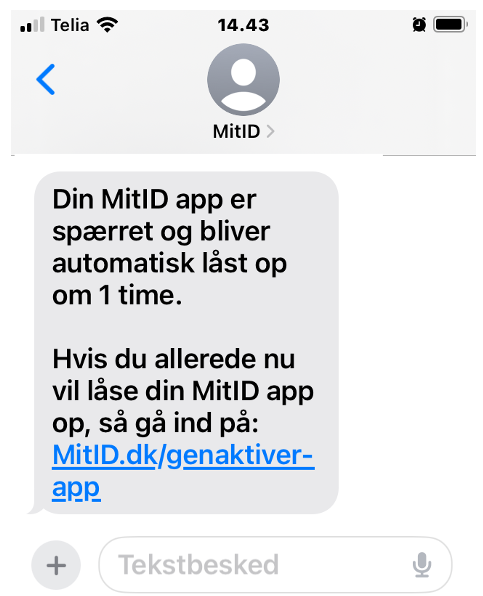 Telia
14.43
MitID
Din MitID app er
spærret og bliver
automatisk låst op
om 1 time.
Hvis du allerede nu
vil låse din MitID app
op, så gå ind på:
MitID.dk/genaktiver-
app
Tekstbesked